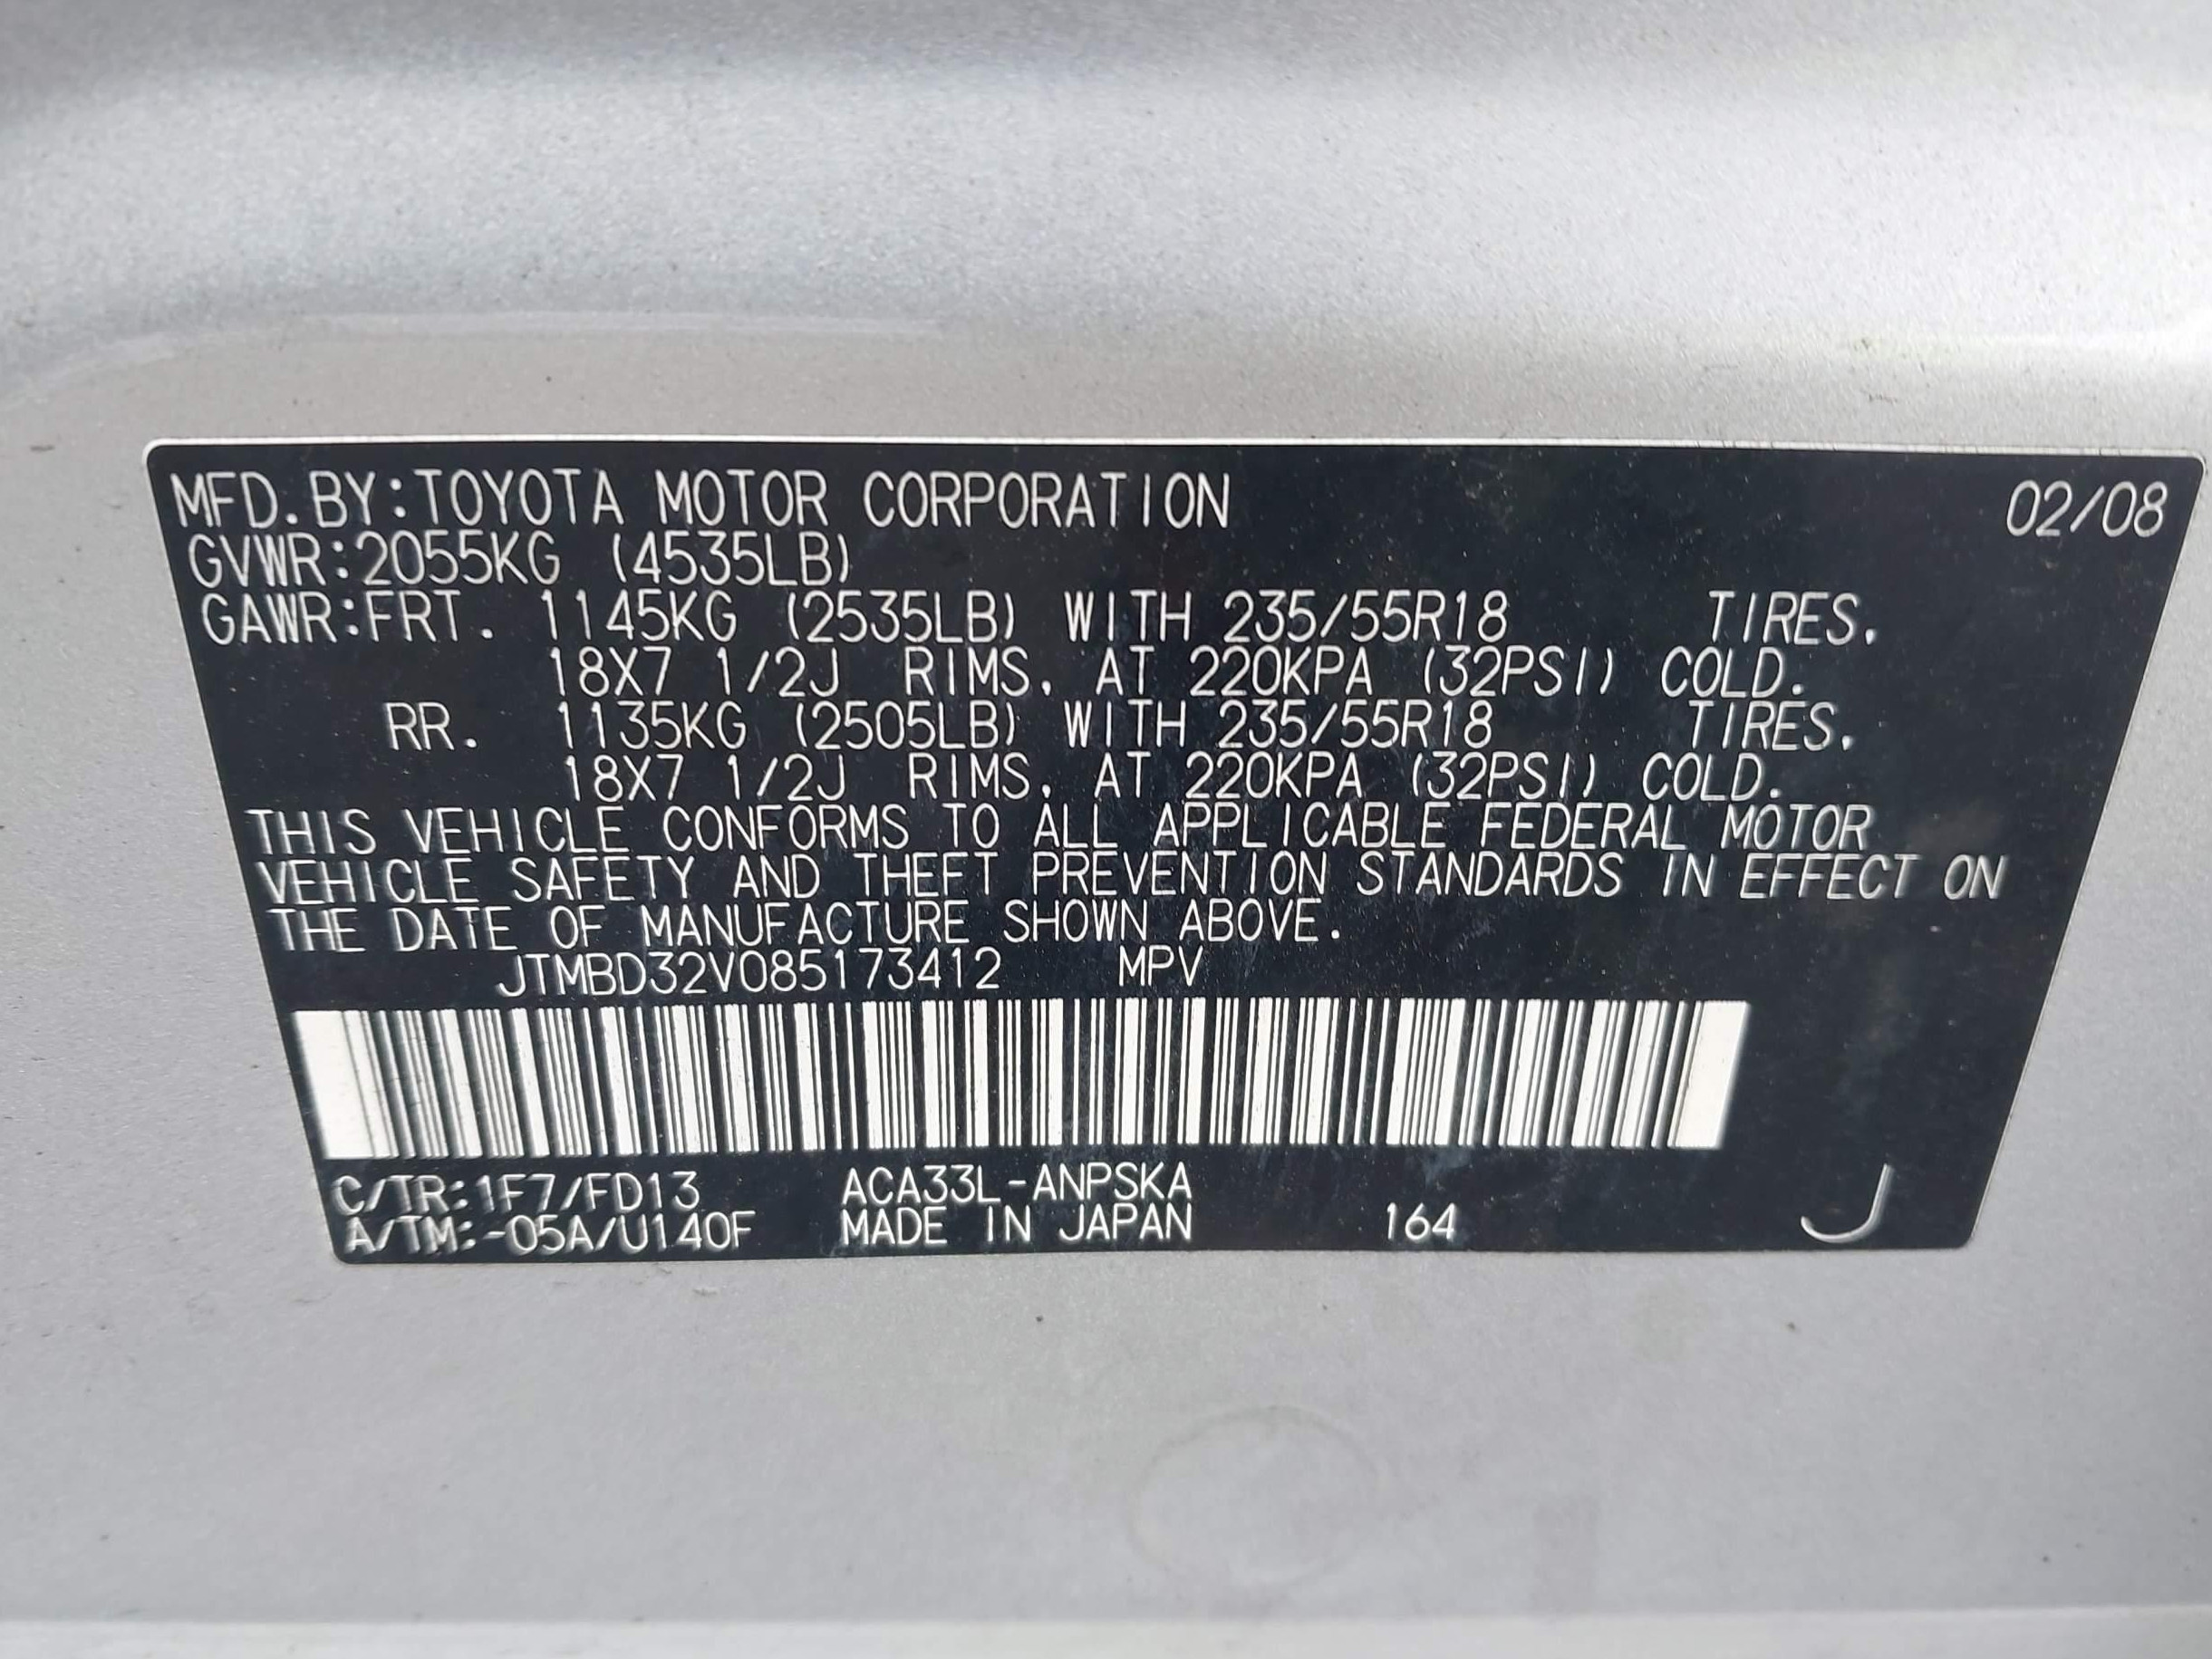 MFD.BY:TOYOTA MOTOR CORPORATION 02/08
GVWR:2055KG (4535LB)
GAWR:FRT. 1145KG (2535LB) WITH 235/55R18 TIRES.
18X7 1/2J RIMS. AT 220KPA (32PSI) COLD.
RR. 1135KG (2505LB) WITH 235/55R18 TIRES.
18X7 1/2J RIMS. AT 220KPA (32PSI) COLD.
THIS VEHICLE CONFORMS TO ALL APPLICABLE FEDERAL MOTOR
VEHICLE SAFETY AND THEFT PREVENTION STANDARDS IN EFFECT ON
THE DATE OF MANUFACTURE SHOWN ABOVE.
JTMBD32V085173412 MPV
C/TR:1F7/FD13 ACA33L-ANPSKA
A/TM:-05A/U140F MADE IN JAPAN 164 J